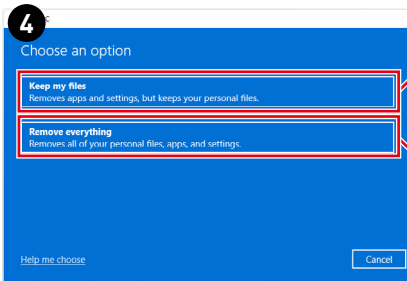 4
Choose an option
Keep my files
Removes apps and settings, but keeps your personal files.
Remove everything
Removes all of your personal files, apps, and settings.
Help me choose
Cancel